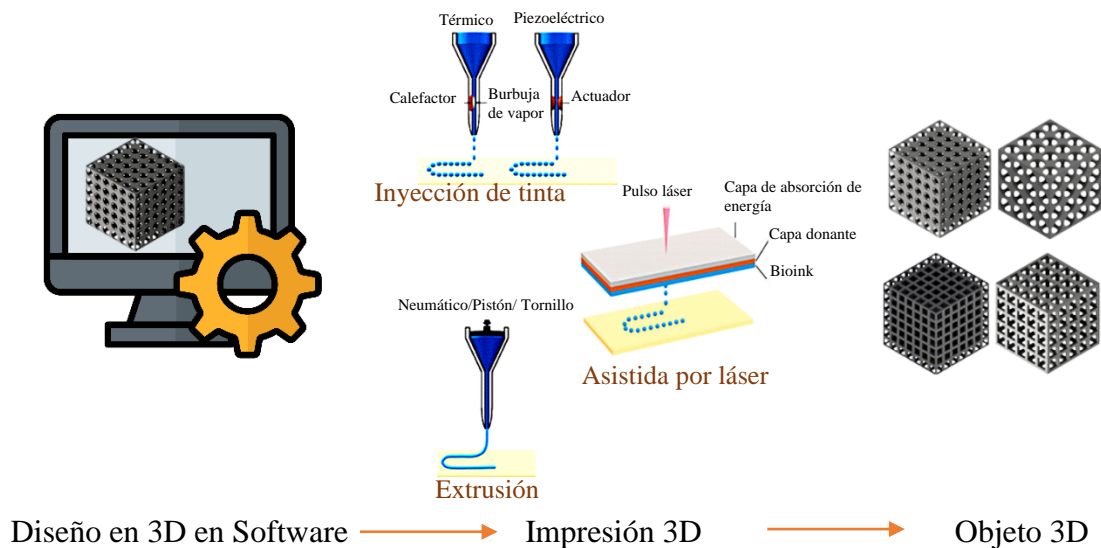 Térmico
Piezoeléctrico
Calefactor
Burbuja
de vapor
Actuador
Inyección de tinta
Pulso láser
Capa de absorción de
energía
Capa donante
Bioink
Asistida por láser
Neumático/Pistón/ Tornillo
Extrusión
Diseño en 3D en Software
Impresión 3D
Objeto 3D